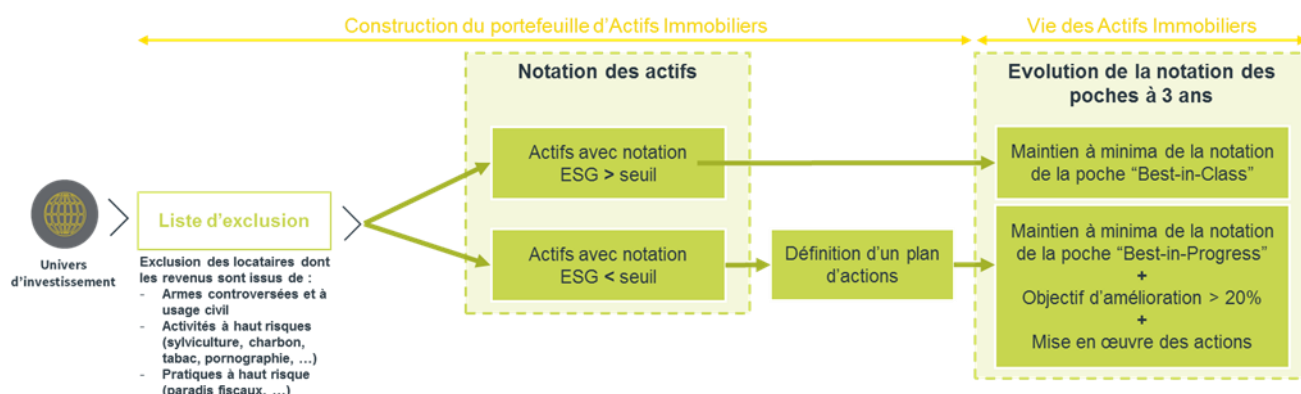 Construction du portefeuille d'Actifs Immobiliers
Vie des Actifs Immobiliers
Notation des actifs
Evolution de la notation des
poches à 3 ans
Actifs avec notation
ESG > seuil
Maintien à minima de la notation
de la poche “Best-in-Class”
Univers
d'investissement
Liste d'exclusion
Exclusion des locataires dont
les revenus sont issus de :
- Armes controversées et à
usage civil
- Activités à haut risques
(sylviculture, charbon,
tabac, pornographie, …)
- Pratiques à haut risque
(paradis fiscaux, …)
Actifs avec notation
ESG < seuil
Définition d'un plan
d'actions
Maintien à minima de la notation
de la poche “Best-in-Progress”
+
Objectif d'amélioration > 20%
+
Mise en œuvre des actions